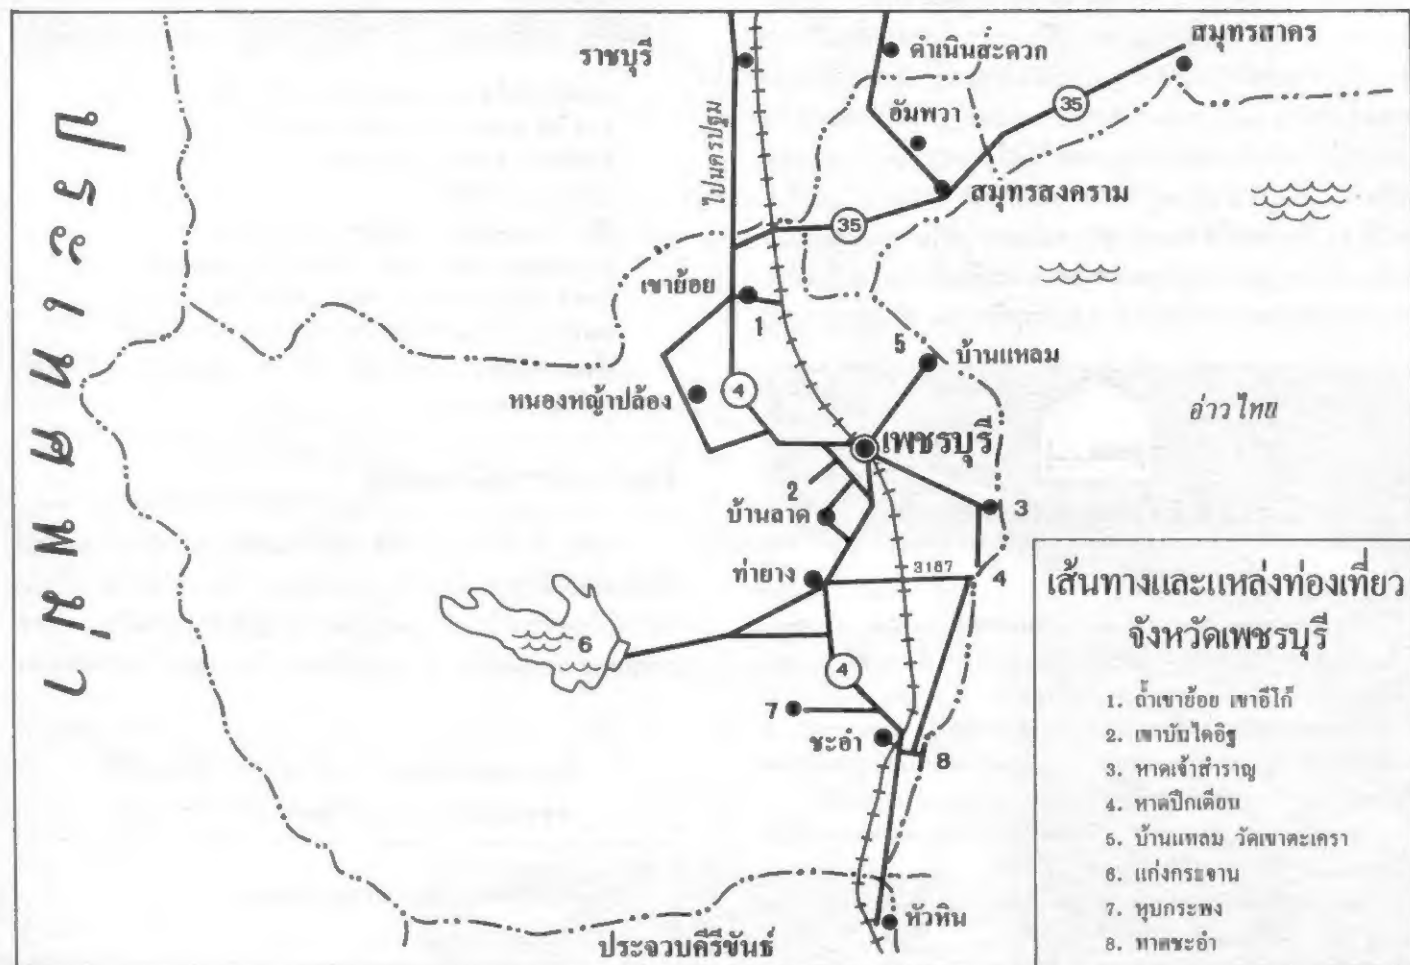 สมุทรสาคร
ราชบุรี
ดำเนินสะดวก
35
อัมพวา
ไปนครปฐม
สมุทรสงคราม
35
เขาย้อย
1
5
บ้านแหลม
4
หนองหญ้าปล้อง
อ่าวไทย
เพชรบุรี
2
3
บ้านลาด
ท่ายาง
3187
4
6
4
7
ชะอำ
8
หัวหิน
ประจวบคีรีขันธ์
เส้นทางและแหล่งท่องเที่ยว
จังหวัดเพชรบุรี
1. ถ้ำเขาย้อย เขาอีโก้
2. เขาบันไดอิฐ
3. หาดเจ้าสำราญ
4. หาดปึกเตียน
5. บ้านแหลม วัดเขาตะเครา
6. แก่งกระจาน
7. หุบกระพง
8. หาดชะอำ